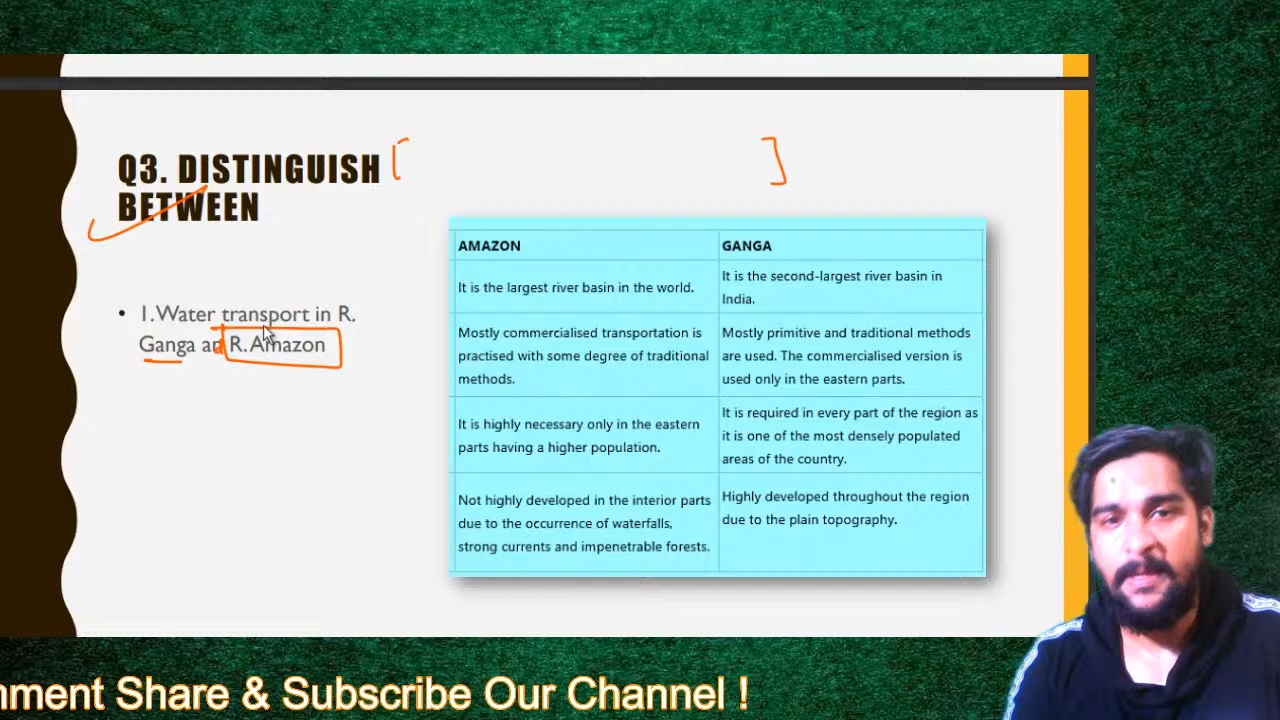 Q3. DISTINGUISH
BETWEEN
• 1.Water transport in R.
Ganga an R.Amazon
AMAZON
GANGA
It is the largest river basin in the world.
It is the second-largest river basin in
India.
Mostly commercialised transportation is
practised with some degree of traditional
methods.
Mostly primitive and traditional methods
are used. The commercialised version is
used only in the eastern parts.
It is highly necessary only in the eastern
parts having a higher population.
It is required in every part of the region as
it is one of the most densely populated
areas of the country.
Not highly developed in the interior parts
due to the occurrence of waterfalls,
strong currents and impenetrable forests.
Highly developed throughout the region
due to the plain topography.
nment Share & Subscribe Our Channel !